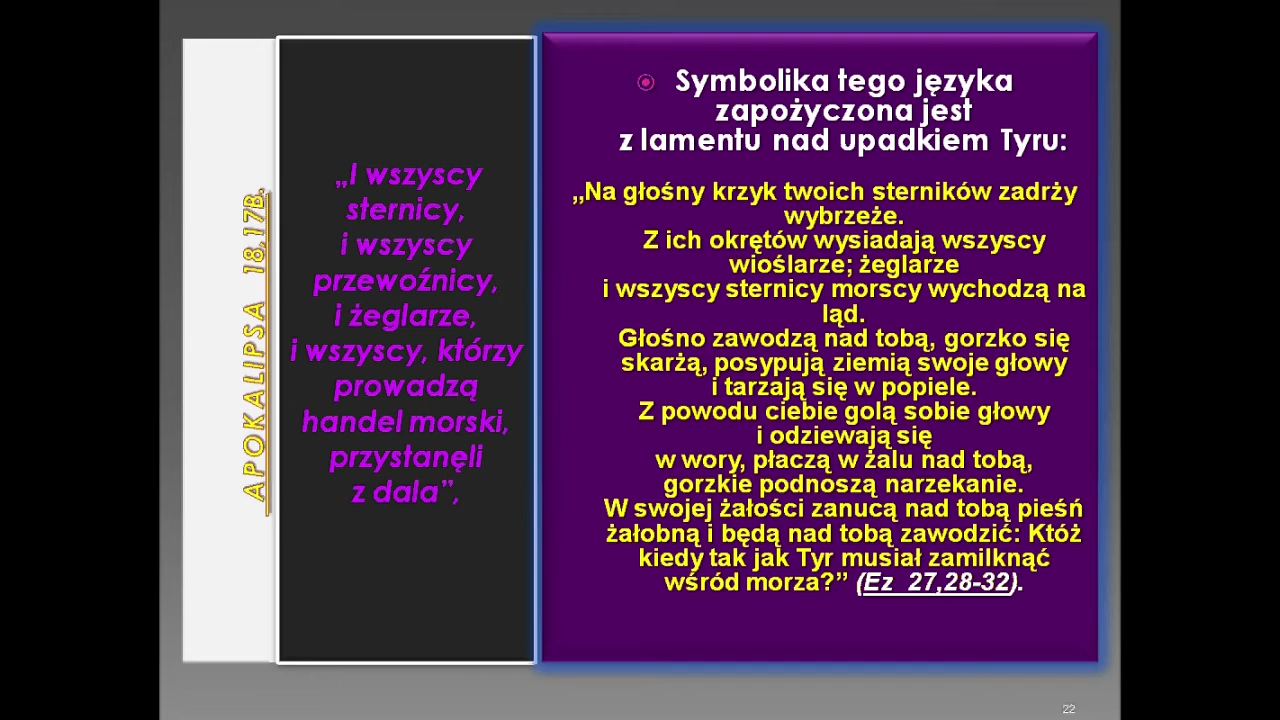 APOKALIPSA 18,17B.
„I wszyscy
sternicy,
i wszyscy
przewoźnicy,
i żeglarze,
i wszyscy, którzy
prowadzą
handel morski,
przystanęli
z dala”,
Symbolika tego języka
zapożyczona jest
z lamentu nad upadkiem Tyru:
„Na głośny krzyk twoich sterników zadrży
wybrzeże.
Z ich okrętów wysiadają wszyscy
wioślarze; żeglarze
i wszyscy sternicy morscy wychodzą na
ląd.
Głośno zawodzą nad tobą, gorzko się
skarżą, posypują ziemią swoje głowy
i tarzają się w popiele.
Z powodu ciebie golą sobie głowy
i odziewają się
w wory, płaczą w żalu nad tobą,
gorzkie podnoszą narzekanie.
W swojej żałości zanucą nad tobą pieśń
żałobną i będą nad tobą zawodzić: Któż
kiedy tak jak Tyr musiał zamilknąć
wśród morza?” (Ez 27,28-32).
22